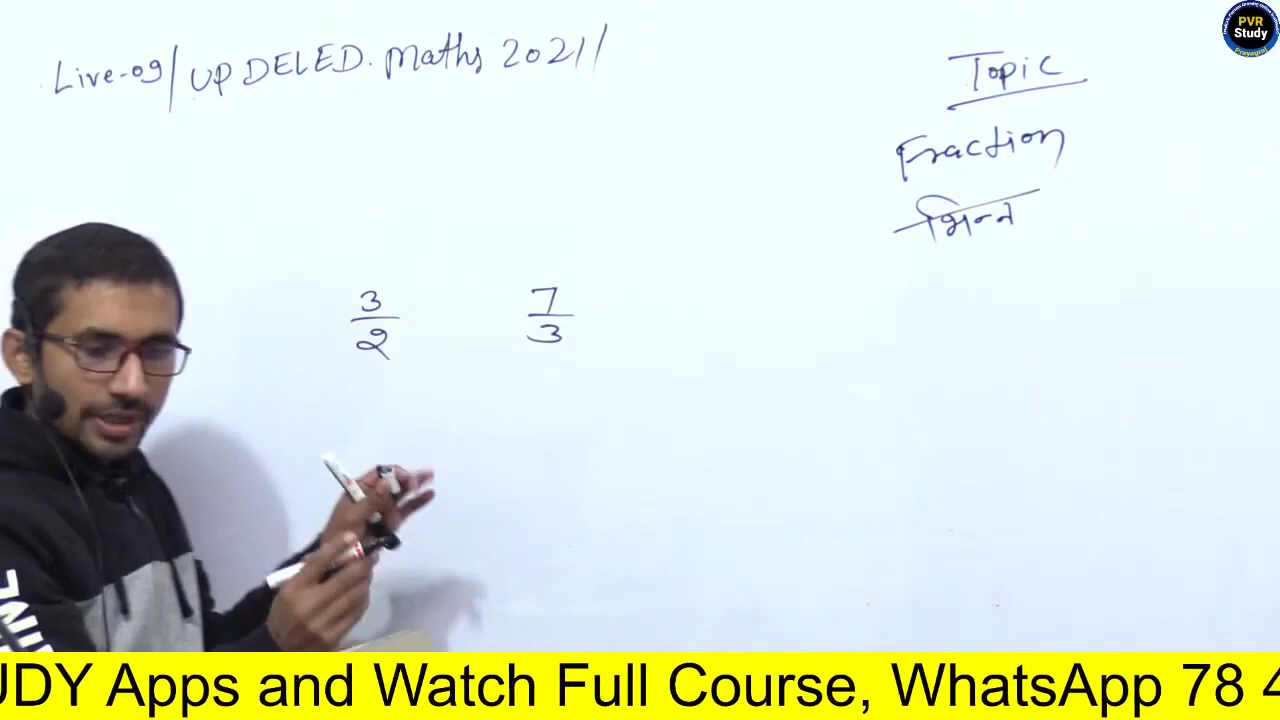 Live-09/ UP DELED. Maths 2021/
Topic
Fraction
भिन्न
3/2 7/3
PVR
Study
Prayagraj
UDY Apps and Watch Full Course, WhatsApp 78 4